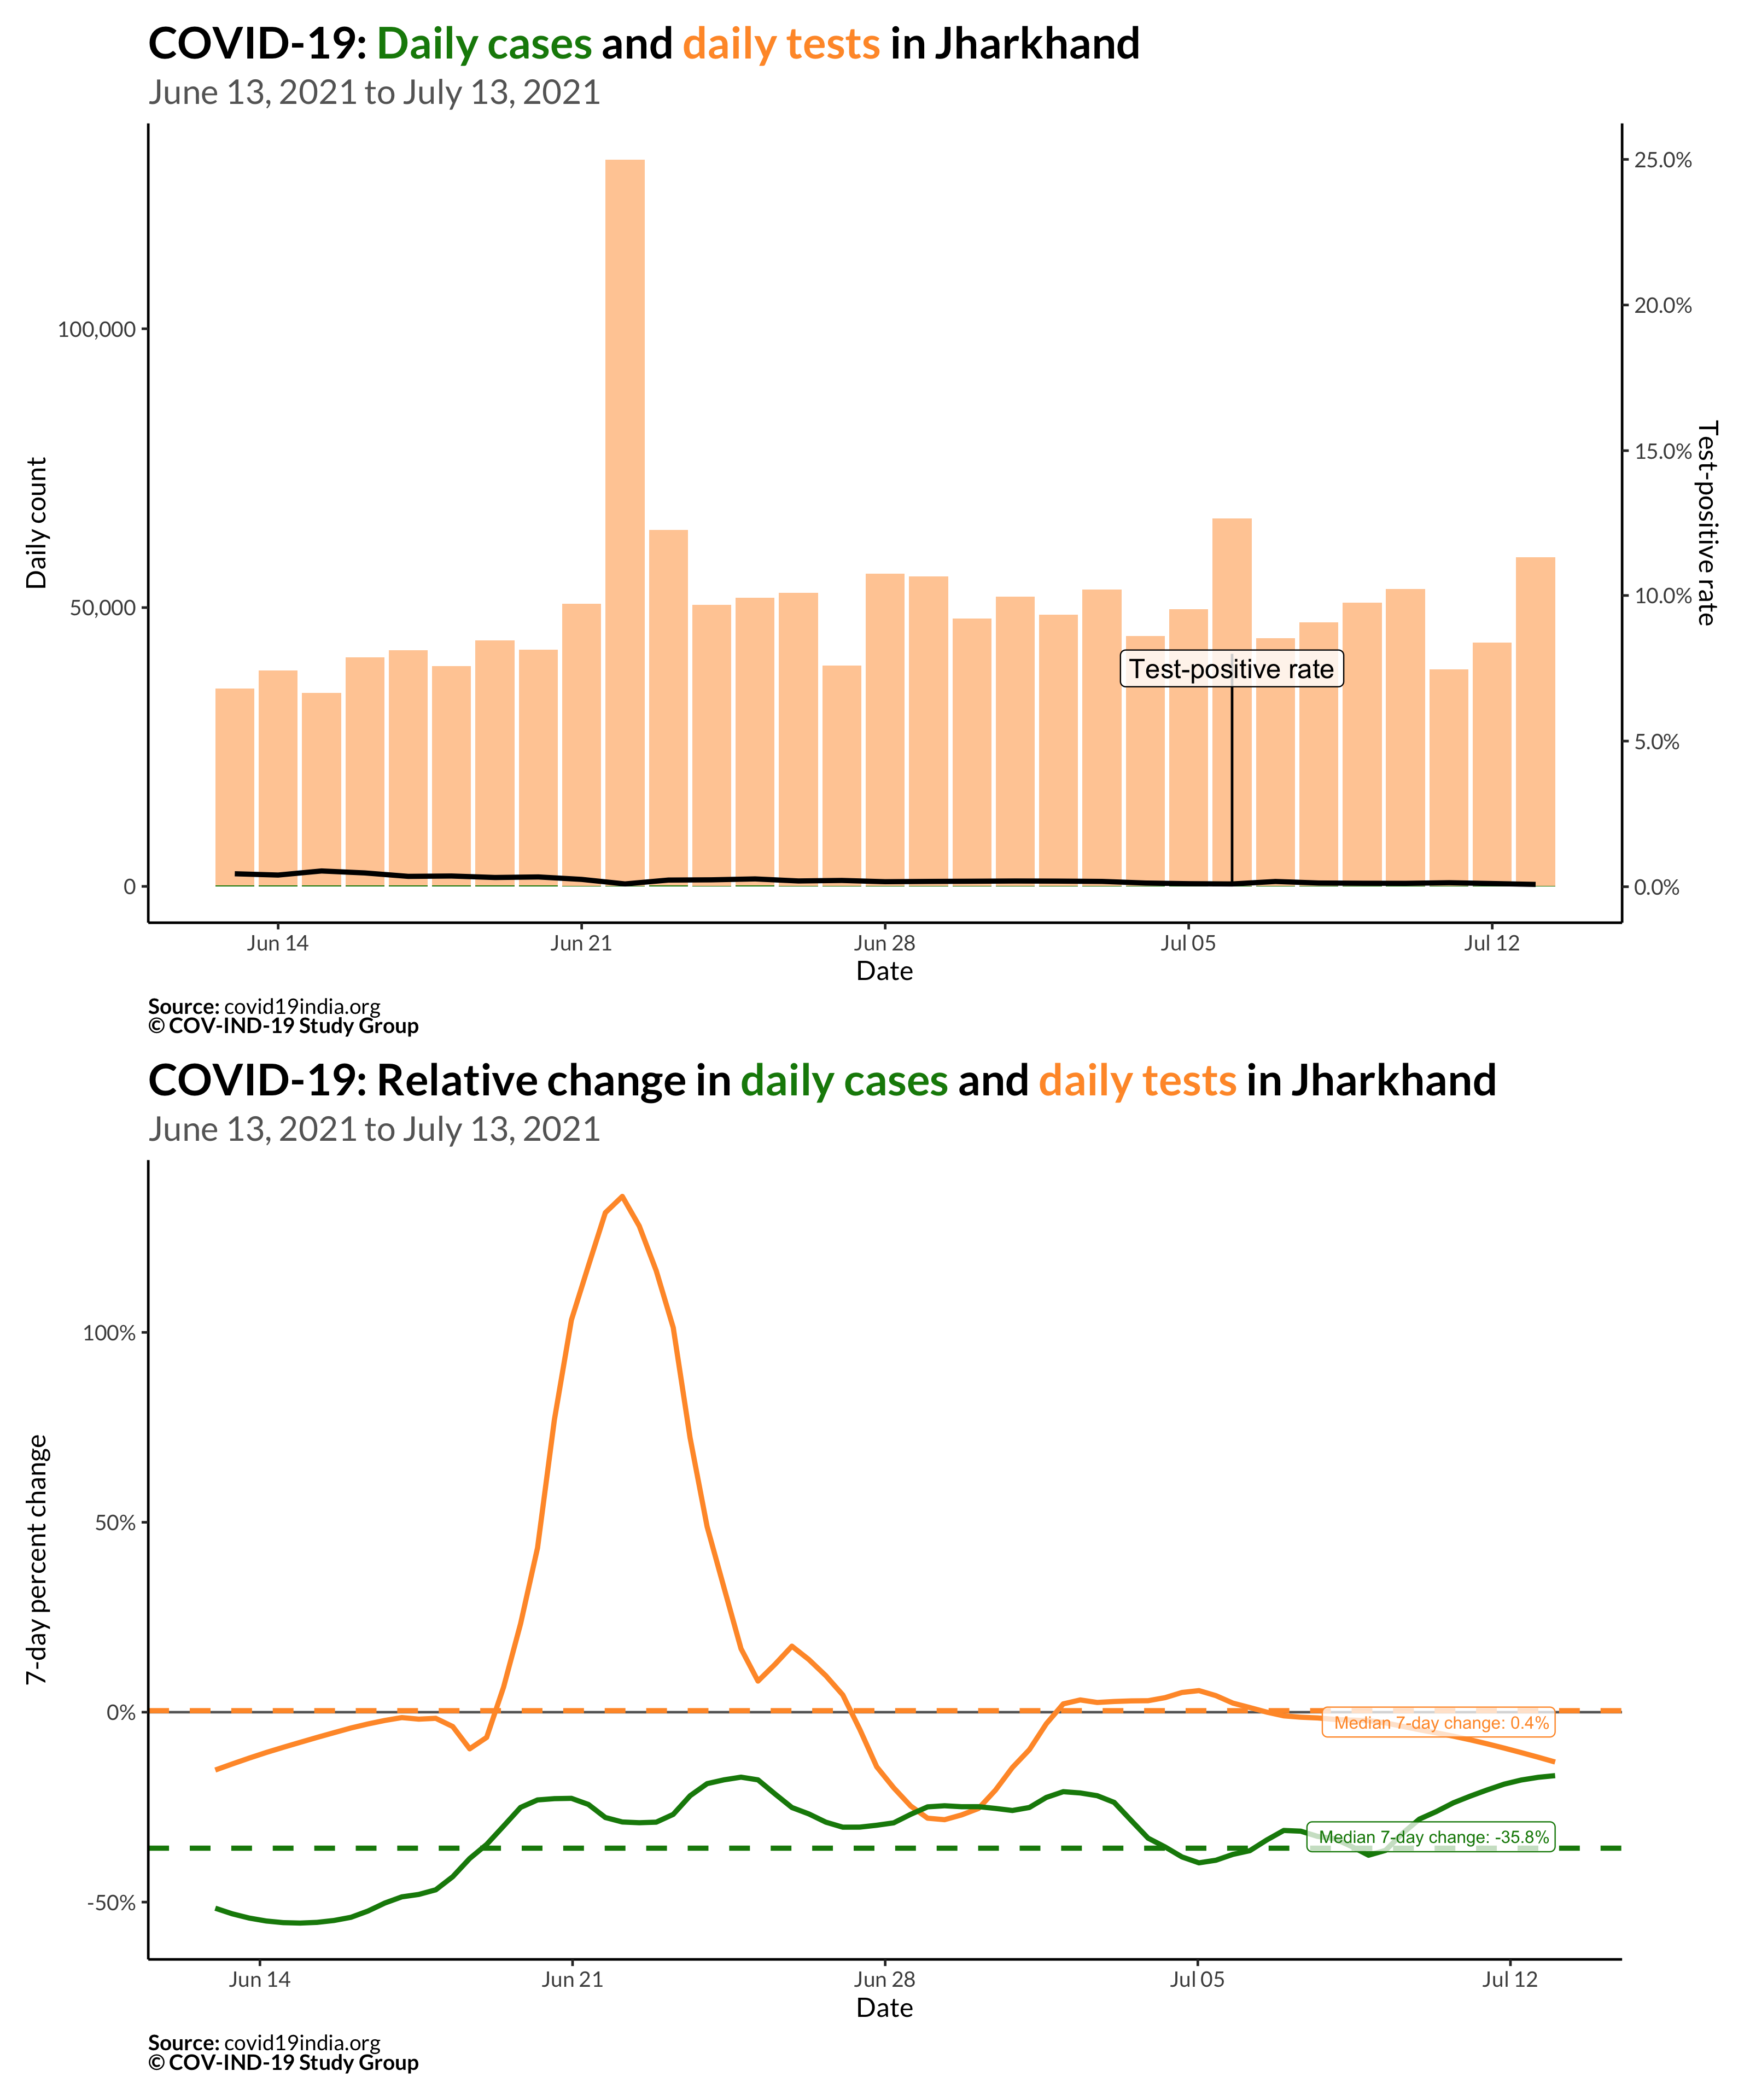 COVID-19: Daily cases and daily tests in Jharkhand
June 13, 2021 to July 13, 2021
Daily count
100,000
50,000
0
25.0%
20.0%
15.0%
10.0%
5.0%
0.0%
Test-positive rate
Test-positive rate
Jun 14
Jun 21
Jun 28
Jul 05
Jul 12
Date
Source: covid19india.org
© COV-IND-19 Study Group
COVID-19: Relative change in daily cases and daily tests in Jharkhand
June 13, 2021 to July 13, 2021
7-day percent change
100%
50%
0%
-50%
Median 7-day change: 0.4%
Median 7-day change: -35.8%
Jun 14
Jun 21
Jun 28
Jul 05
Jul 12
Date
Source: covid19india.org
© COV-IND-19 Study Group